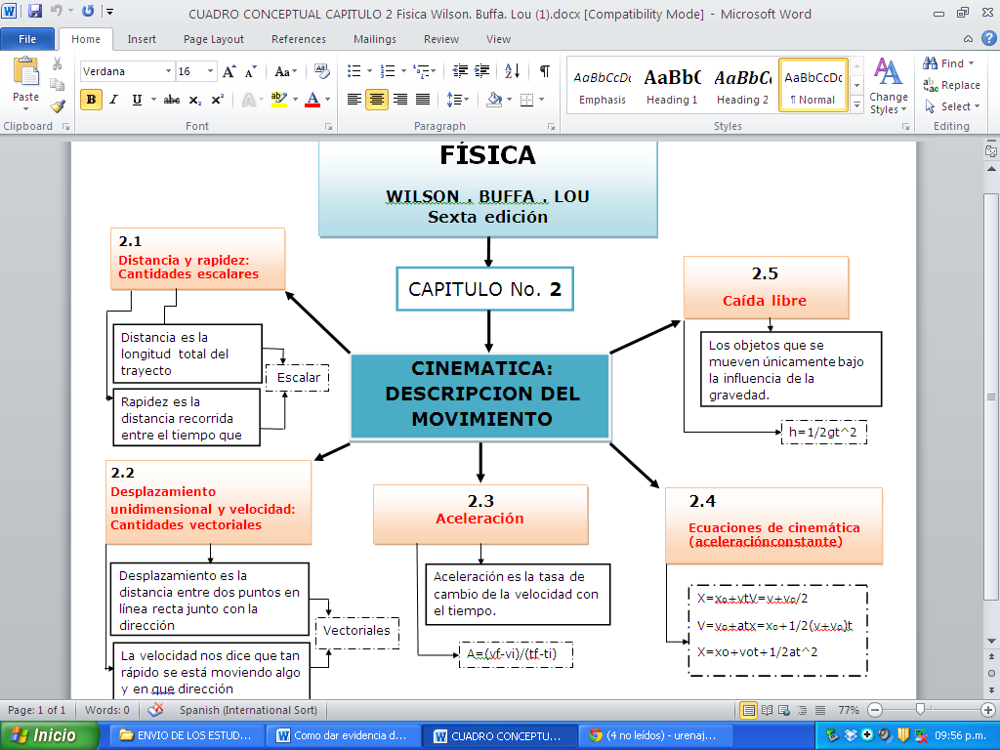 CUADRO CONCEPTUAL CAPITULO 2 Fisica Wilson. Buffa. Lou (1).docx [Compatibility Mode] - Microsoft Word
File Home Insert Page Layout References Mailings Review View
Paste
Clipboard
Verdana 16
Font
Paragraph
AaBbCcDc AaBbC AaBbCc AaBbCcDc
Emphasis Heading 1 Heading 2 ¶ Normal
Change Styles
Styles
Find
Replace
Select
Editing
FÍSICA
WILSON . BUFFA . LOU
Sexta edición
CAPITULO No. 2
CINEMATICA:
DESCRIPCION DEL
MOVIMIENTO
2.1
Distancia y rapidez:
Cantidades escalares
Distancia es la
longitud total del
trayecto
Rapidez es la
distancia recorrida
entre el tiempo que
Escalar
2.2
Desplazamiento
unidimensional y velocidad:
Cantidades vectoriales
Desplazamiento es la
distancia entre dos puntos en
línea recta junto con la
dirección
La velocidad nos dice que tan
rápido se está moviendo algo
y en que dirección
Vectoriales
2.3
Aceleración
Aceleración es la tasa de
cambio de la velocidad con
el tiempo.
A=(vf-vi)/(tf-ti)
2.4
Ecuaciones de cinemática
(aceleraciónconstante)
X=xo+vtV=v+vo/2
V=vo+atx=xo+1/2(v+vo)t
X=xo+vot+1/2at^2
2.5
Caída libre
Los objetos que se
mueven únicamente bajo
la influencia de la
gravedad.
h=1/2gt^2
Page: 1 of 1 Words: 0 Spanish (International Sort) 77%
Inicio ENVIO DE LOS ESTUD... Como dar evidencia d... CUADRO CONCEPTU... (4 no leídos) - urenaj... 09:56 p.m.